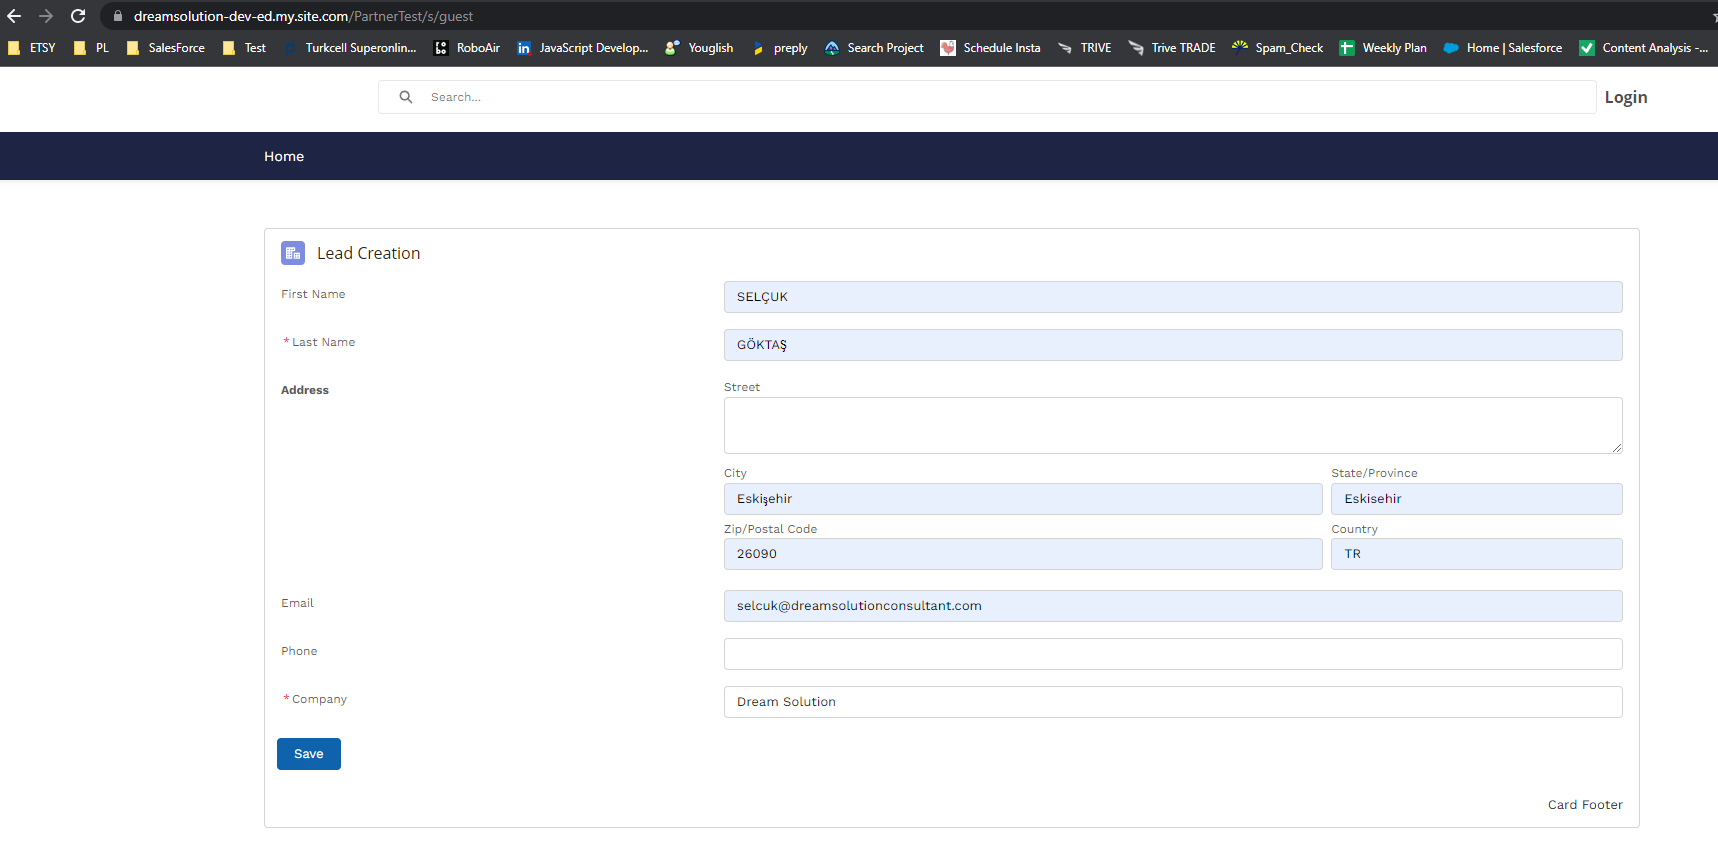 dreamsolution-dev-ed.my.site.com/PartnerTest/s/guest
ETSY PL SalesForce Test Turkcell Superonlin... RoboAir JavaScript Develop... Youglish preply Search Project Schedule Insta TRIVE Trive TRADE Spam_Check Weekly Plan Home | Salesforce Content Analysis -...
Search... Login
Home
Lead Creation
First Name SELÇUK
* Last Name GÖKTAŞ
Address Street
City State/Province
Eskişehir Eskisehir
Zip/Postal Code Country
26090 TR
Email selcuk@dreamsolutionconsultant.com
Phone
* Company Dream Solution
Save
Card Footer